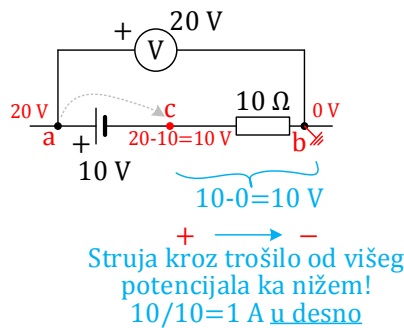 20 V
+
V
20 V
c
10 Ω
0 V
a
20-10=10 V
b
+
10 V
10-0=10 V
+ −
Struja kroz trošilo od višeg
potencijala ka nižem!
10/10=1 A u desno